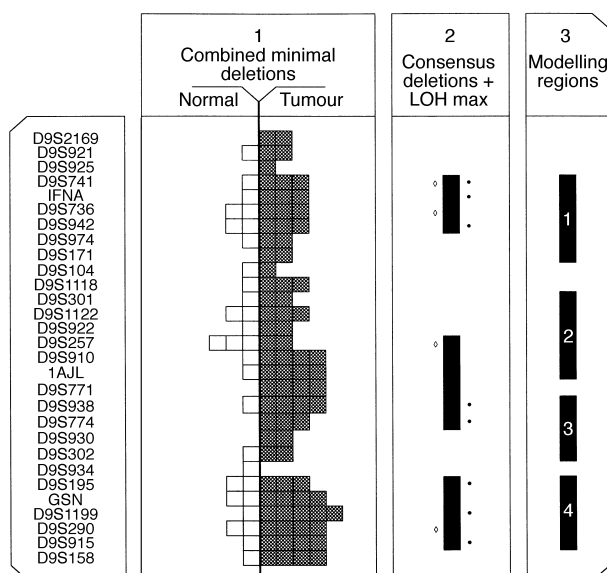 1
Combined minimal
deletions
Normal
Tumour
2
Consensus
deletions +
LOH max
3
Modelling
regions
D9S2169
D9S921
D9S925
D9S741
IFNA
D9S736
D9S942
D9S974
D9S171
D9S104
D9S1118
D9S301
D9S1122
D9S922
D9S257
D9S910
1AJL
D9S771
D9S938
D9S774
D9S930
D9S302
D9S934
D9S195
GSN
D9S1199
D9S290
D9S915
D9S158
1
2
3
4